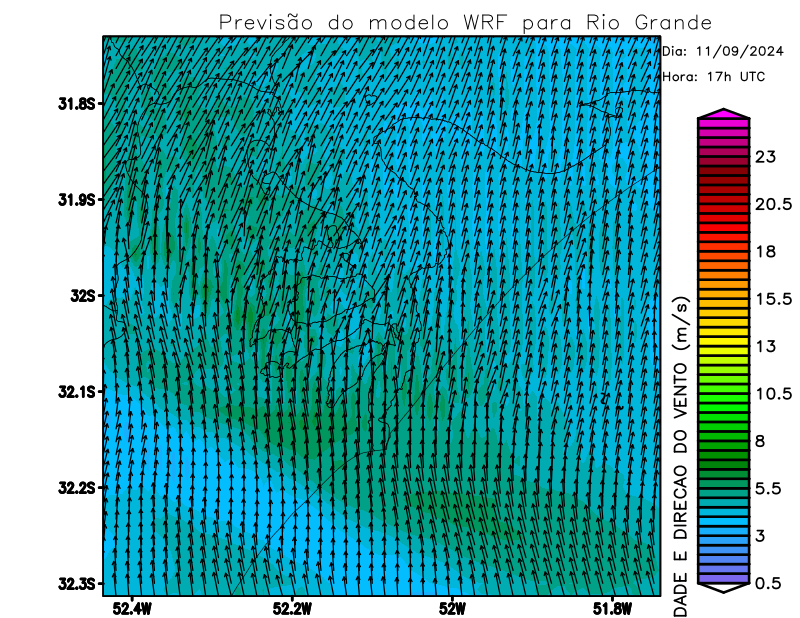 Previsão do modelo WRF para Rio Grande
Dia: 11/09/2024
Hora: 17h UTC
31.8S
31.9S
32S
32.1S
32.2S
32.3S
52.4W
52.2W
52W
51.8W
23
20.5
18
15.5
13
10.5
8
5.5
3
0.5
DADE E DIRECAO DO VENTO (m/s)